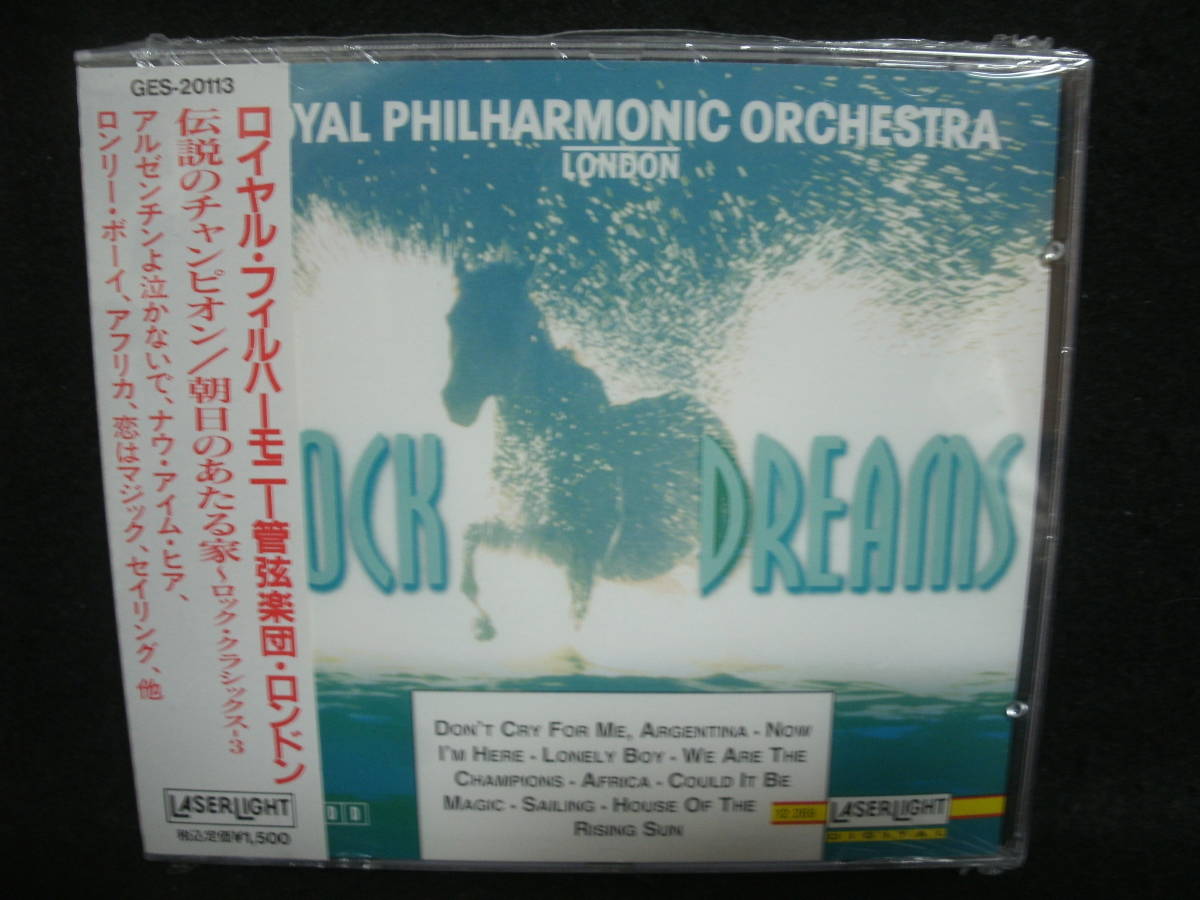 GES-20113
ロイヤル・フィルハーモニー管弦楽団・ロンドン
伝説のチャンピオン/朝日のあたる家~ロック・クラシックス-3
アルゼンチンよ泣かないで、ナウ・アイム・ヒア、
ロンリー・ボーイ、アフリカ、恋はマジック、セイリング、他
LASERLIGHT
税込定価¥1,500
OYAL PHILHARMONIC ORCHESTRA
LONDON
OCK DREAMS
DON'T CRY FOR ME, ARGENTINA - NOW
I'M HERE - LONELY BOY - WE ARE THE
CHAMPIONS - AFRICA - COULD IT BE
MAGIC - SAILING - HOUSE OF THE
RISING SUN
LASERLIGHT
DIGITAL